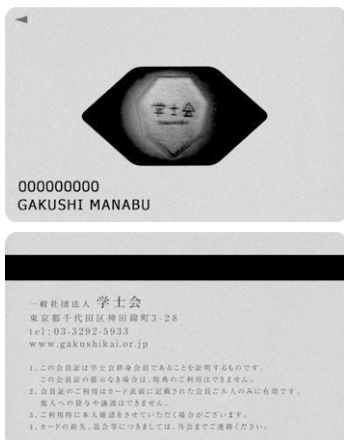 学士会
000000000
GAKUSHI MANABU
一般社団法人 学士会
東京都千代田区神田錦町3-28
tel:03-3292-5933
www.gakushikai.or.jp
1、この会員証は学士会終身会員であることを証明するものです。
この会員証の提示なき場合は、特典のご利用はできません。
2、会員証のご利用はカード表面に記載された会員ご本人のみに有効です。
他人への貸与や譲渡はできません。
3、ご利用時に本人確認をさせていただく場合がございます。
4、カードの紛失、退会等につきましては、当会までご連絡ください。